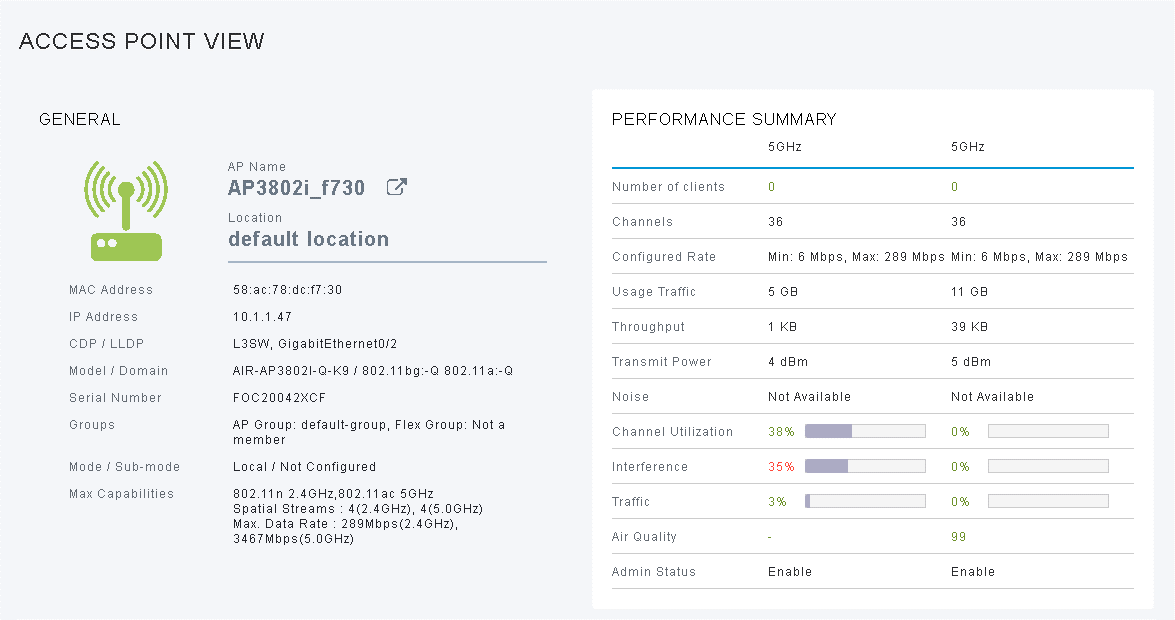 ACCESS POINT VIEW
GENERAL
AP Name
AP3802i_f730
Location
default location
MAC Address 58:ac:78:dc:f7:30
IP Address 10.1.1.47
CDP / LLDP L3SW, GigabitEthernet0/2
Model / Domain AIR-AP3802I-Q-K9 / 802.11bg:-Q 802.11a:-Q
Serial Number FOC20042XCF
Groups AP Group: default-group, Flex Group: Not a
member
Mode / Sub-mode Local / Not Configured
Max Capabilities 802.11n 2.4GHz,802.11ac 5GHz
Spatial Streams : 4(2.4GHz), 4(5.0GHz)
Max. Data Rate : 289Mbps(2.4GHz),
3467Mbps(5.0GHz)
PERFORMANCE SUMMARY
5GHz 5GHz
Number of clients 0 0
Channels 36 36
Configured Rate Min: 6 Mbps, Max: 289 Mbps Min: 6 Mbps, Max: 289 Mbps
Usage Traffic 5 GB 11 GB
Throughput 1 KB 39 KB
Transmit Power 4 dBm 5 dBm
Noise Not Available Not Available
Channel Utilization 38% 0%
Interference 35% 0%
Traffic 3% 0%
Air Quality - 99
Admin Status Enable Enable